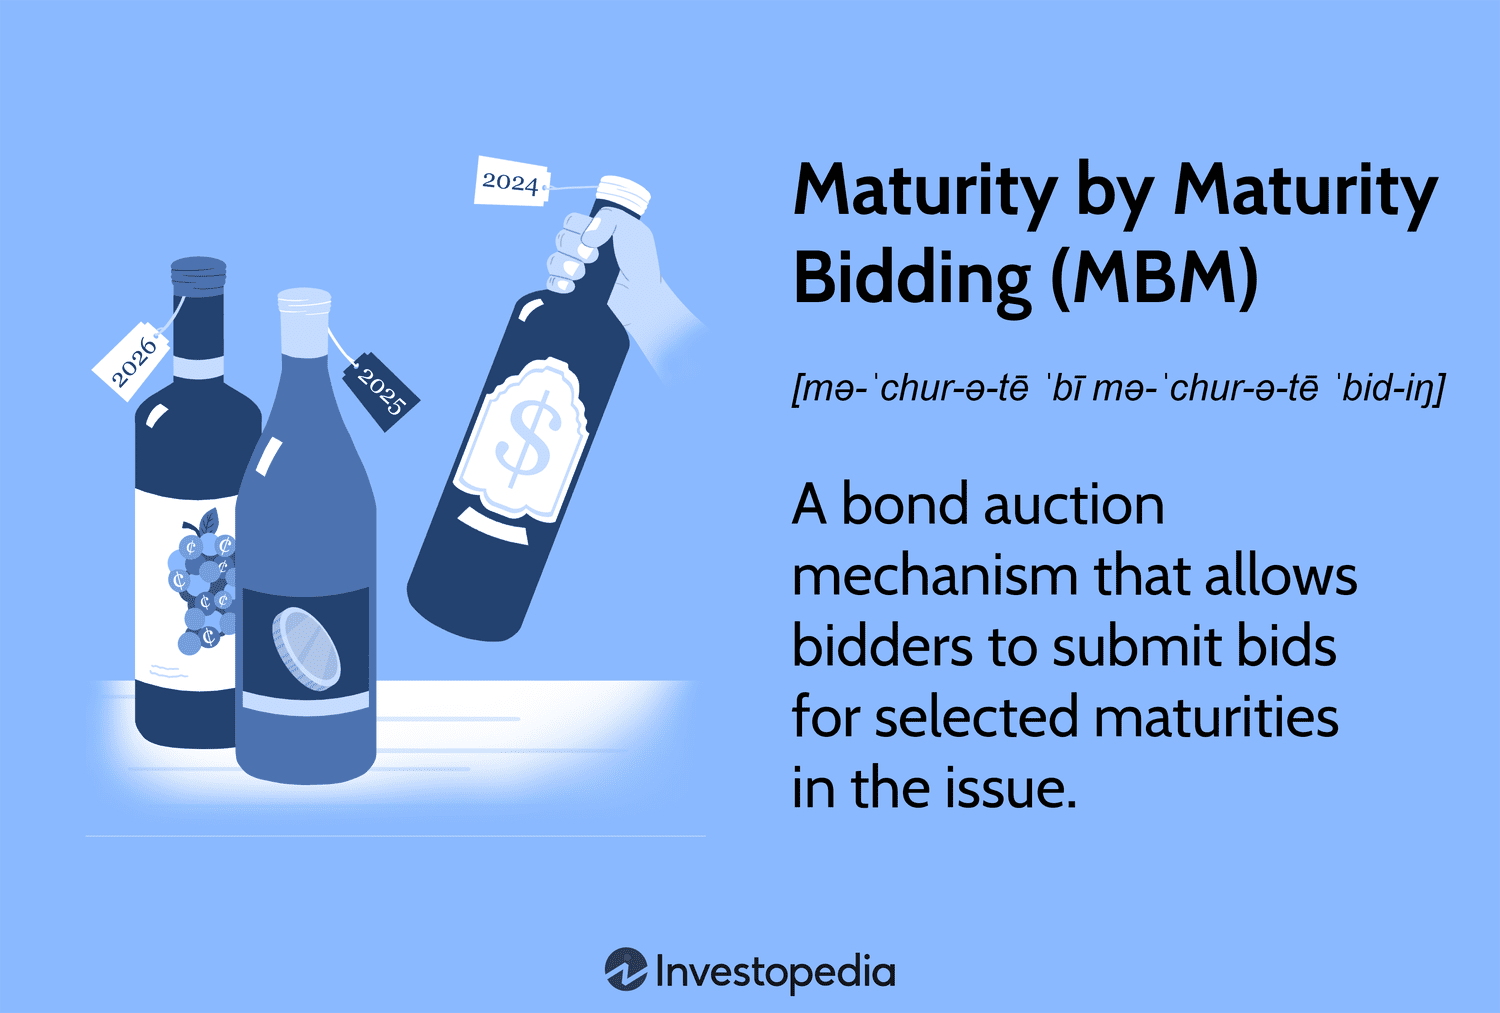 2024
2026
2025
$
¢ ¢
¢ ¢
¢ ¢
¢
Maturity by Maturity
Bidding (MBM)
[mə-ˈchur-ə-tē ˈbī mə-ˈchur-ə-tē ˈbid-iŋ]
A bond auction
mechanism that allows
bidders to submit bids
for selected maturities
in the issue.
Investopedia